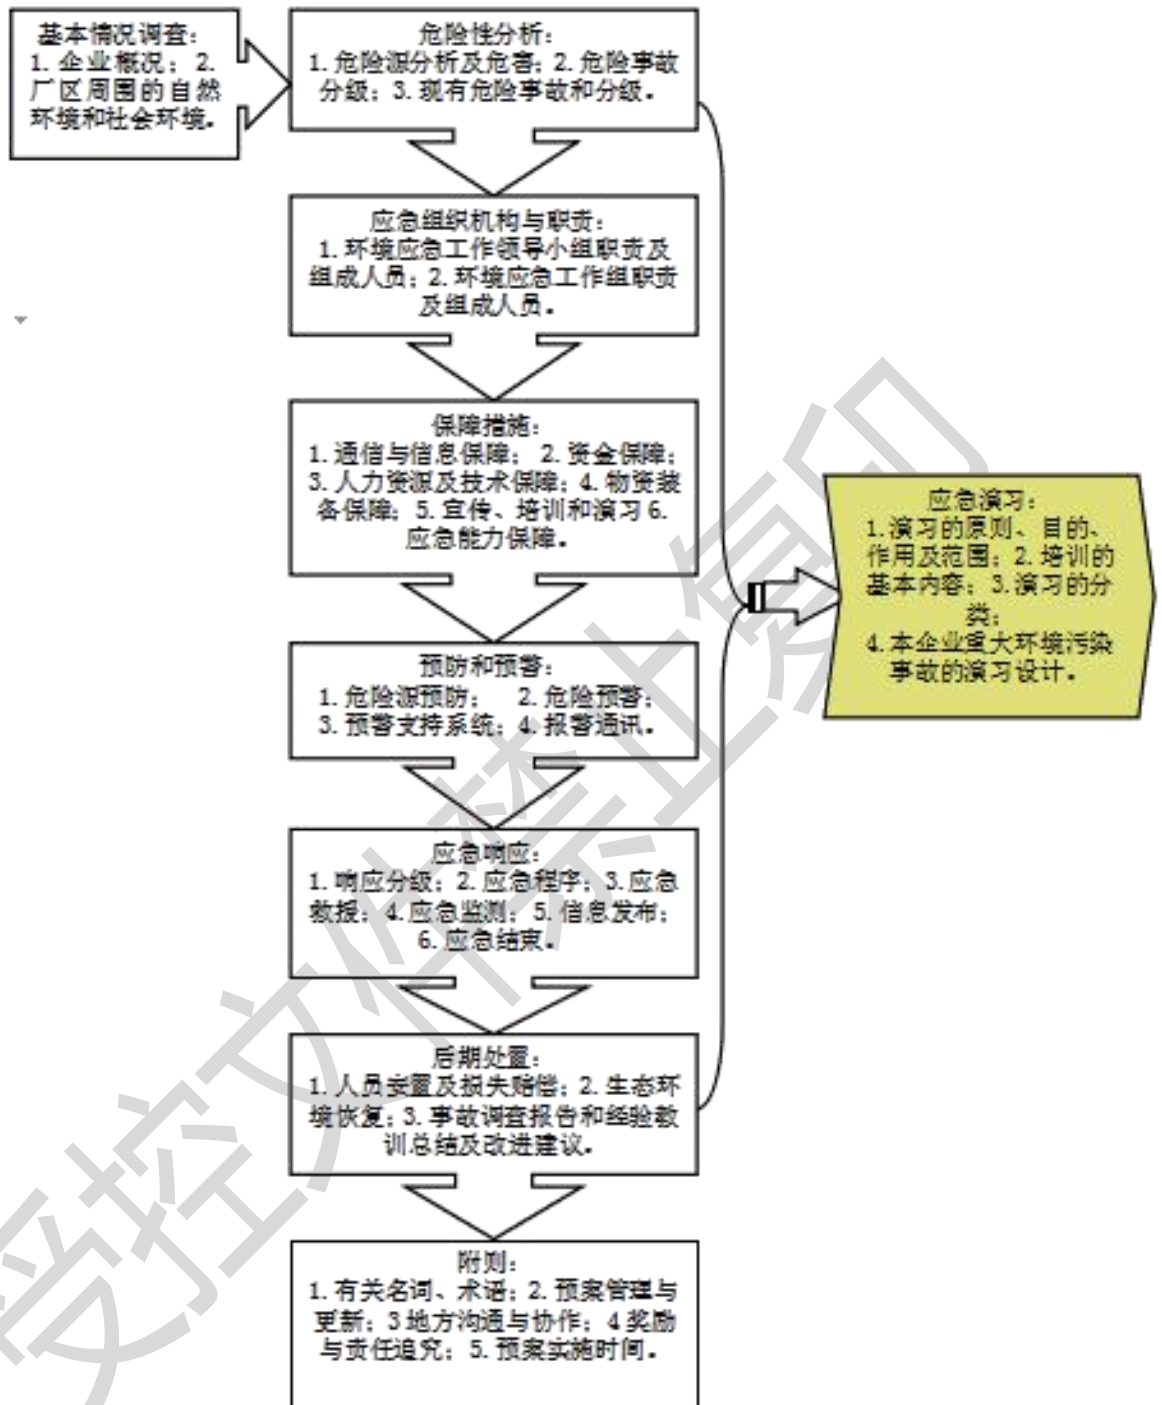 基本情况调查：
1. 企业概况；2.
厂区周围的自然
环境和社会环境。
危险性分析：
1. 危险源分析及危害；2. 危险事故
分级；3. 现有危险事故和分级。
应急组织机构与职责：
1. 环境应急工作领导小组职责及
组成人员；2. 环境应急工作组职责
及组成人员。
保障措施：
1. 通信与信息保障； 2. 资金保障；
3. 人力资源及技术保障；4. 物资装
备保障；5. 宣传、培训和演习 6.
应急能力保障。
预防和预警：
1. 危险源预防； 2. 危险预警；
3. 预警支持系统；4. 报警通讯。
应急响应：
1. 响应分级；2. 应急程序；3. 应急
救援；4. 应急监测；5. 信息发布；
6. 应急结束。
后期处置：
1. 人员安置及损失赔偿；2. 生态环
境恢复；3. 事故调查报告和经验教
训总结及改进建议。
附则：
1. 有关名词、术语；2. 预案管理与
更新；3 地方沟通与协作；4 奖励
与责任追究；5. 预案实施时间。
应急演习：
1. 演习的原则、目的、
作用及范围；2. 培训的
基本内容；3. 演习的分
类；
4. 本企业重大环境污染
事故的演习设计。
受控文件禁止复印